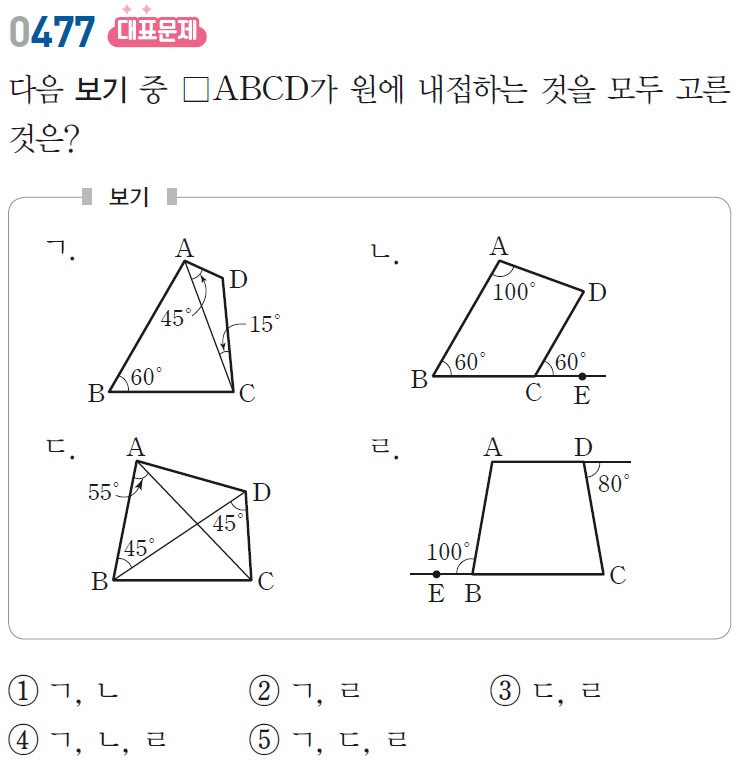 0477 대표문제
다음 보기 중 □ABCD가 원에 내접하는 것을 모두 고른
것은?
보기
ㄱ.
A
D
45°
15°
60°
B
C
ㄴ.
A
100°
D
60°
60°
B
C
E
ㄷ.
A
55°
D
45°
45°
B
C
ㄹ.
A
D
80°
100°
E
B
C
① ㄱ, ㄴ
② ㄱ, ㄹ
③ ㄷ, ㄹ
④ ㄱ, ㄴ, ㄹ
⑤ ㄱ, ㄷ, ㄹ